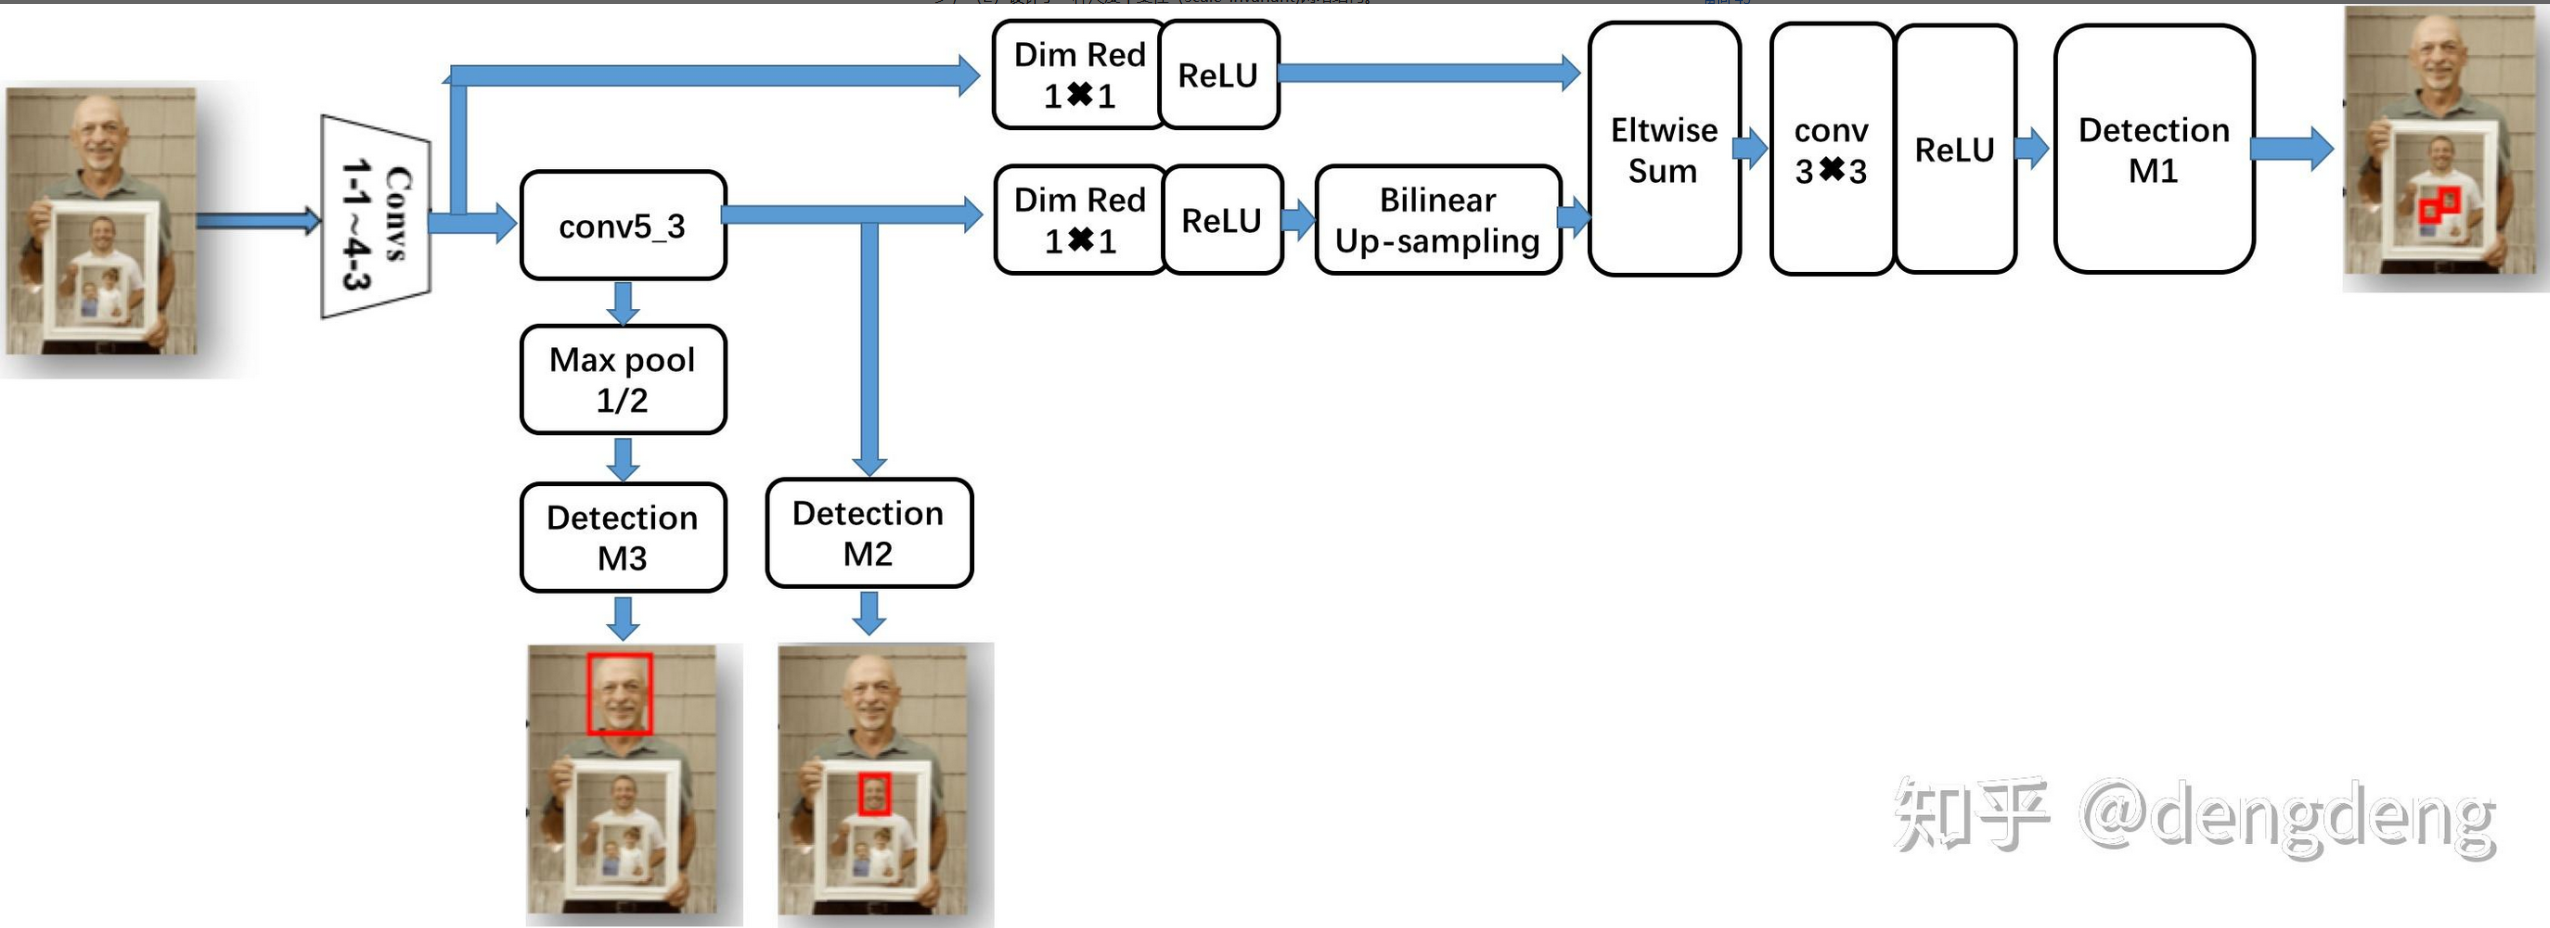 Dim Red
1✖1
ReLU
Eltwise
Sum
conv
3✖3
ReLU
Detection
M1
Convs
1-1~4-3
conv5_3
Dim Red
1✖1
ReLU
Bilinear
Up-sampling
Max pool
1/2
Detection
M3
Detection
M2
知乎 @dengdeng